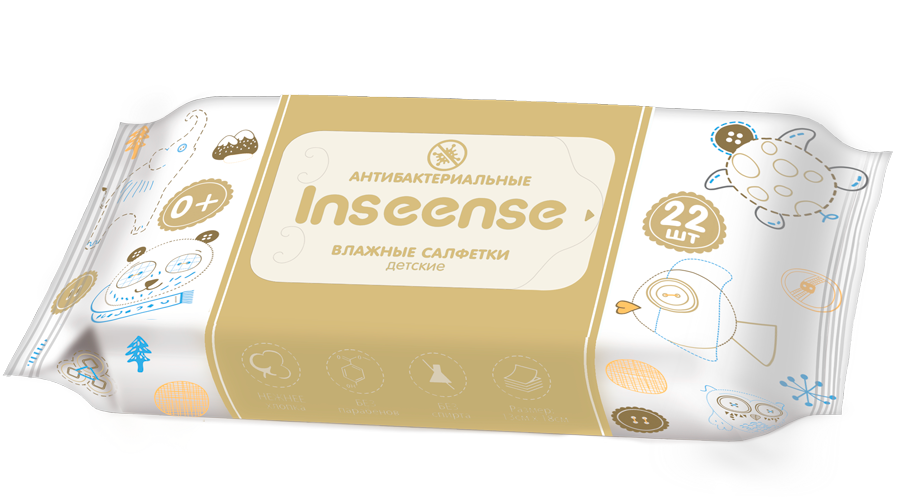 АНТИБАКТЕРИАЛЬНЫЕ
Inseense
ВЛАЖНЫЕ САЛФЕТКИ
детские
0+
22
ШТ